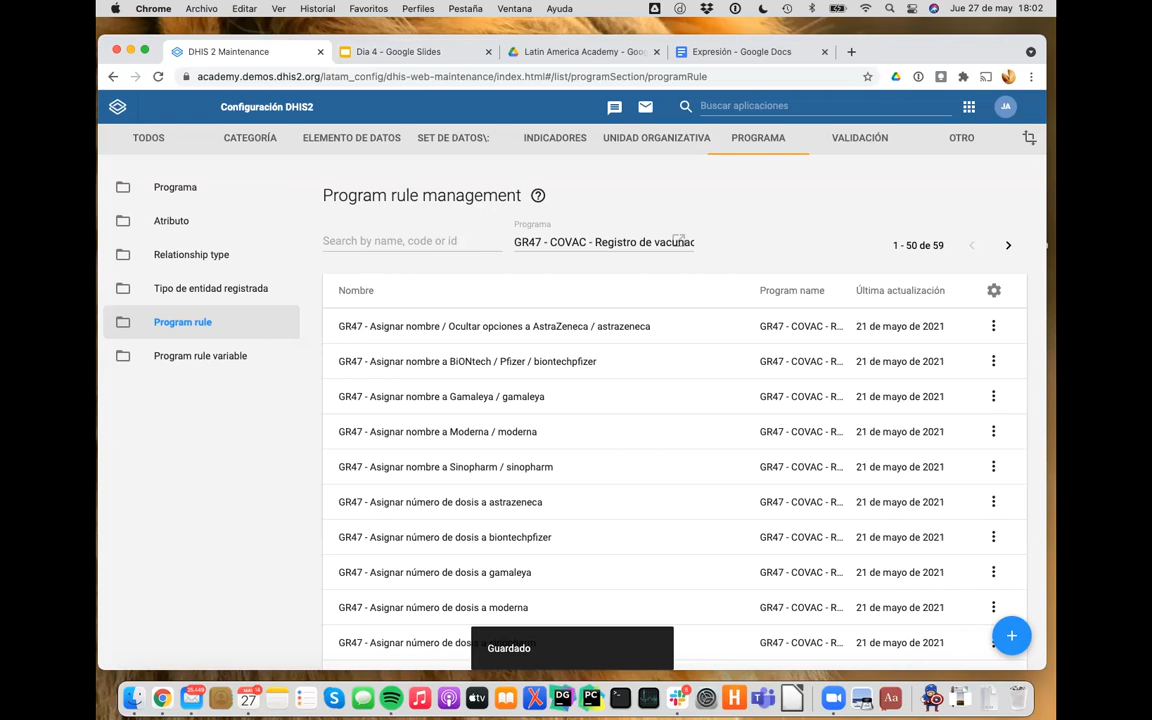 Chrome Archivo Editar Ver Historial Favoritos Perfiles Pestaña Ventana Ayuda Jue 27 de may 18:02
DHIS 2 Maintenance Dia 4 - Google Slides Latin America Academy - Goog Expresión - Google Docs
academy.demos.dhis2.org/latam_config/dhis-web-maintenance/index.html#/list/programSection/programRule
Configuración DHIS2 Buscar aplicaciones JA
TODOS CATEGORÍA ELEMENTO DE DATOS SET DE DATOS\: INDICADORES UNIDAD ORGANIZATIVA PROGRAMA VALIDACIÓN OTRO
Programa
Atributo
Relationship type
Tipo de entidad registrada
Program rule
Program rule variable
Program rule management
Search by name, code or id
Programa
GR47 - COVAC - Registro de vacunac
1 - 50 de 59
Nombre Program name Última actualización
GR47 - Asignar nombre / Ocultar opciones a AstraZeneca / astrazeneca GR47 - COVAC - R... 21 de mayo de 2021
GR47 - Asignar nombre a BiONtech / Pfizer / biontechpfizer GR47 - COVAC - R... 21 de mayo de 2021
GR47 - Asignar nombre a Gamaleya / gamaleya GR47 - COVAC - R... 21 de mayo de 2021
GR47 - Asignar nombre a Moderna / moderna GR47 - COVAC - R... 21 de mayo de 2021
GR47 - Asignar nombre a Sinopharm / sinopharm GR47 - COVAC - R... 21 de mayo de 2021
GR47 - Asignar número de dosis a astrazeneca GR47 - COVAC - R... 21 de mayo de 2021
GR47 - Asignar número de dosis a biontechpfizer GR47 - COVAC - R... 21 de mayo de 2021
GR47 - Asignar número de dosis a gamaleya GR47 - COVAC - R... 21 de mayo de 2021
GR47 - Asignar número de dosis a moderna GR47 - COVAC - R... 21 de mayo de 2021
GR47 - Asignar número de dosis a GR47 - COVAC - R... 21 de mayo de 2021
Guardado